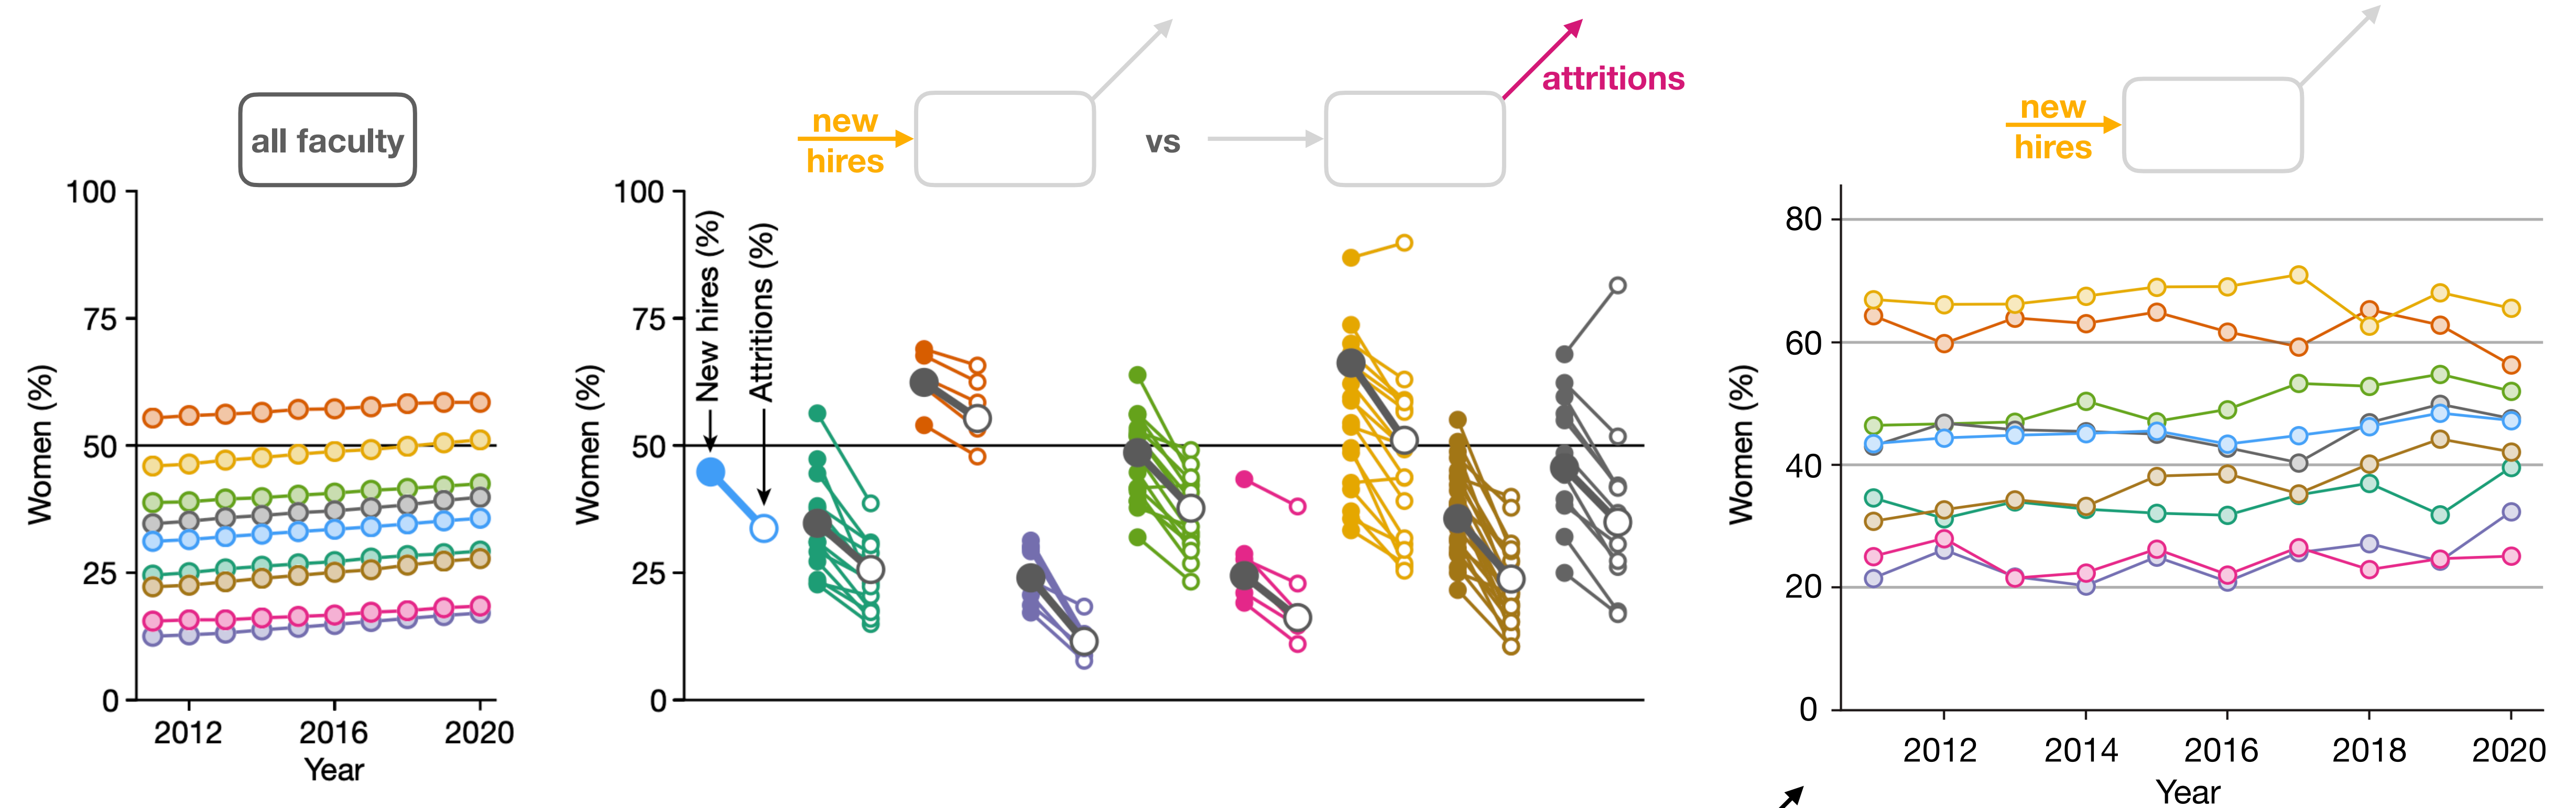 all faculty
100
75
50
25
0
Women (%)
2012 2016 2020
Year
new
hires
vs
attritions
100
75
50
25
0
Women (%)
New hires (%)
Attritions (%)
new
hires
80
60
40
20
0
Women (%)
2012 2014 2016 2018 2020
Year